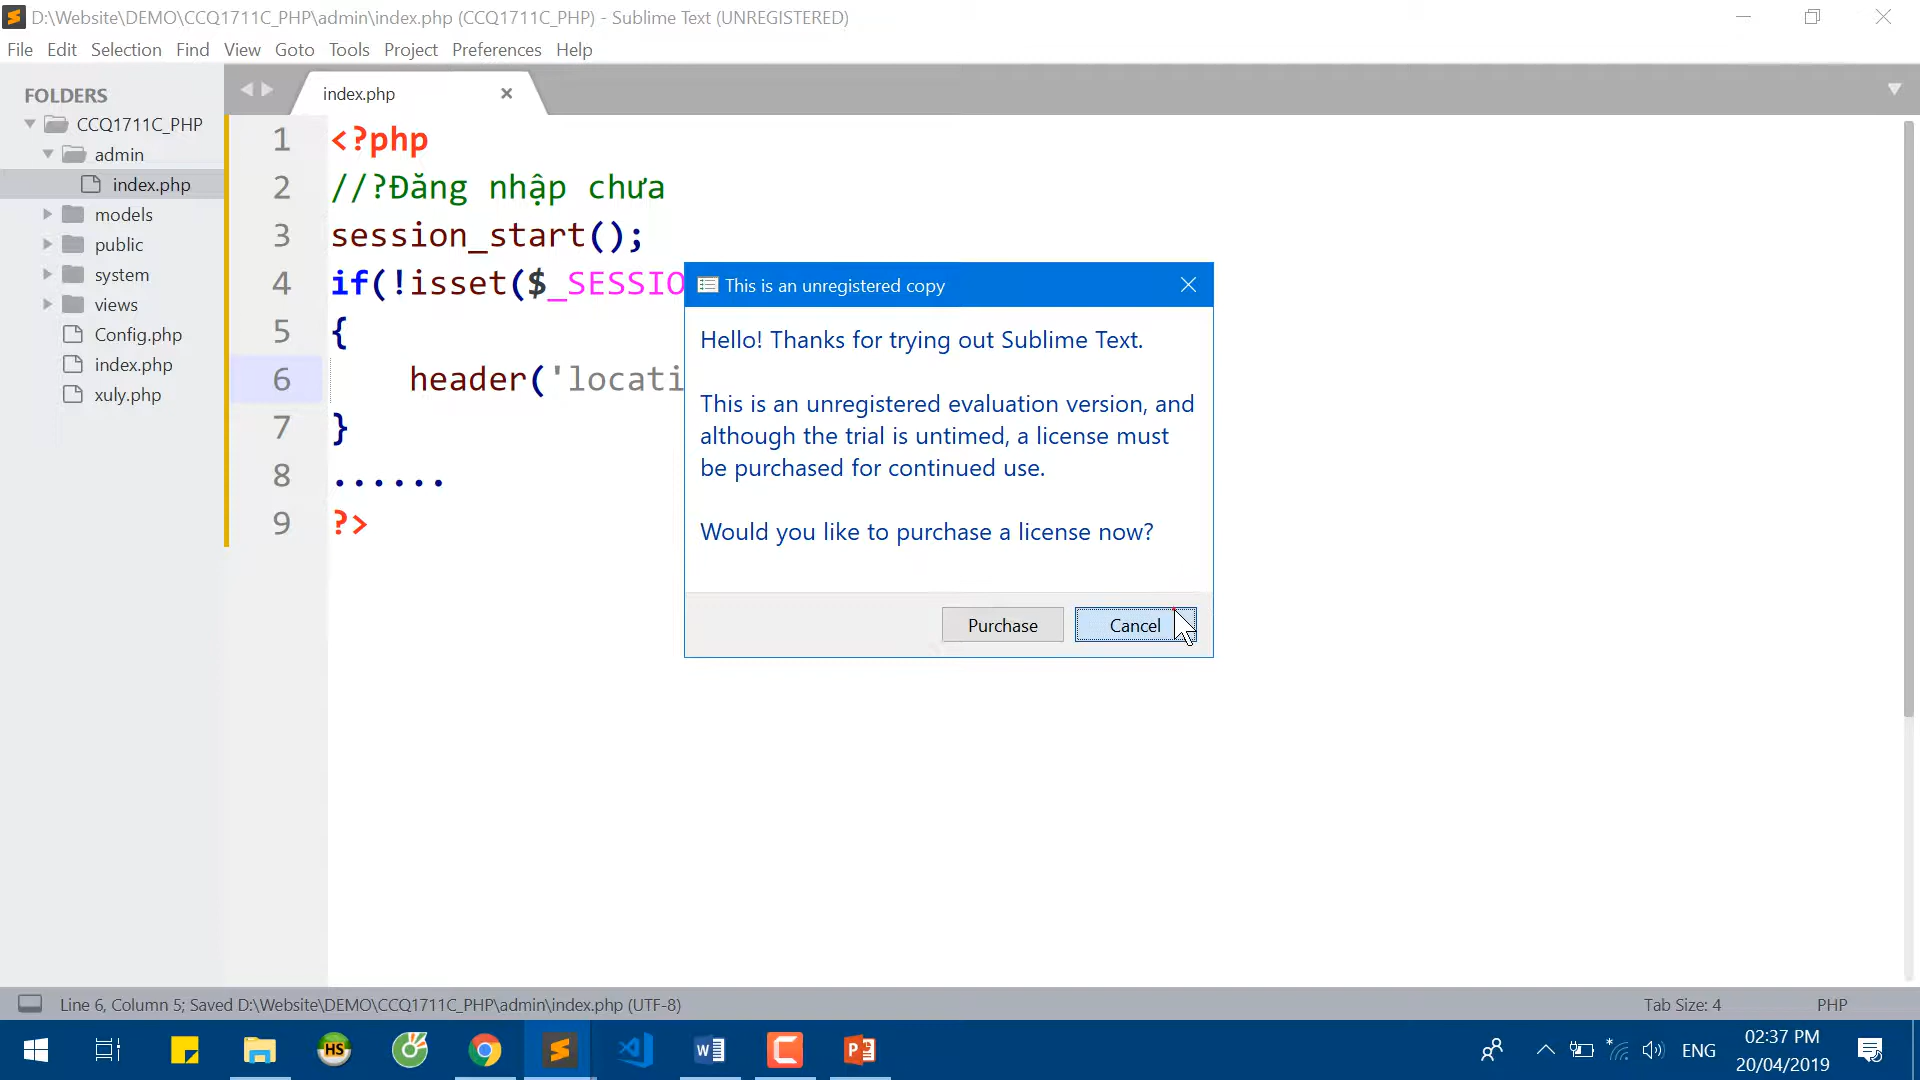 D:\Website\DEMO\CCQ1711C_PHP\admin\index.php (CCQ1711C_PHP) - Sublime Text (UNREGISTERED)
File Edit Selection Find View Goto Tools Project Preferences Help
FOLDERS
CCQ1711C_PHP
admin
index.php
models
public
system
views
Config.php
index.php
xuly.php
index.php
1 <?php
2 //?Đăng nhập chưa
3 session_start();
4 if(!isset($_SESSIO
5 {
6 header('locati
7 }
8 ......
9 ?>
This is an unregistered copy
Hello! Thanks for trying out Sublime Text.
This is an unregistered evaluation version, and
although the trial is untimed, a license must
be purchased for continued use.
Would you like to purchase a license now?
Purchase Cancel
Line 6, Column 5; Saved D:\Website\DEMO\CCQ1711C_PHP\admin\index.php (UTF-8)
Tab Size: 4 PHP
HS
ENG
02:37 PM
20/04/2019